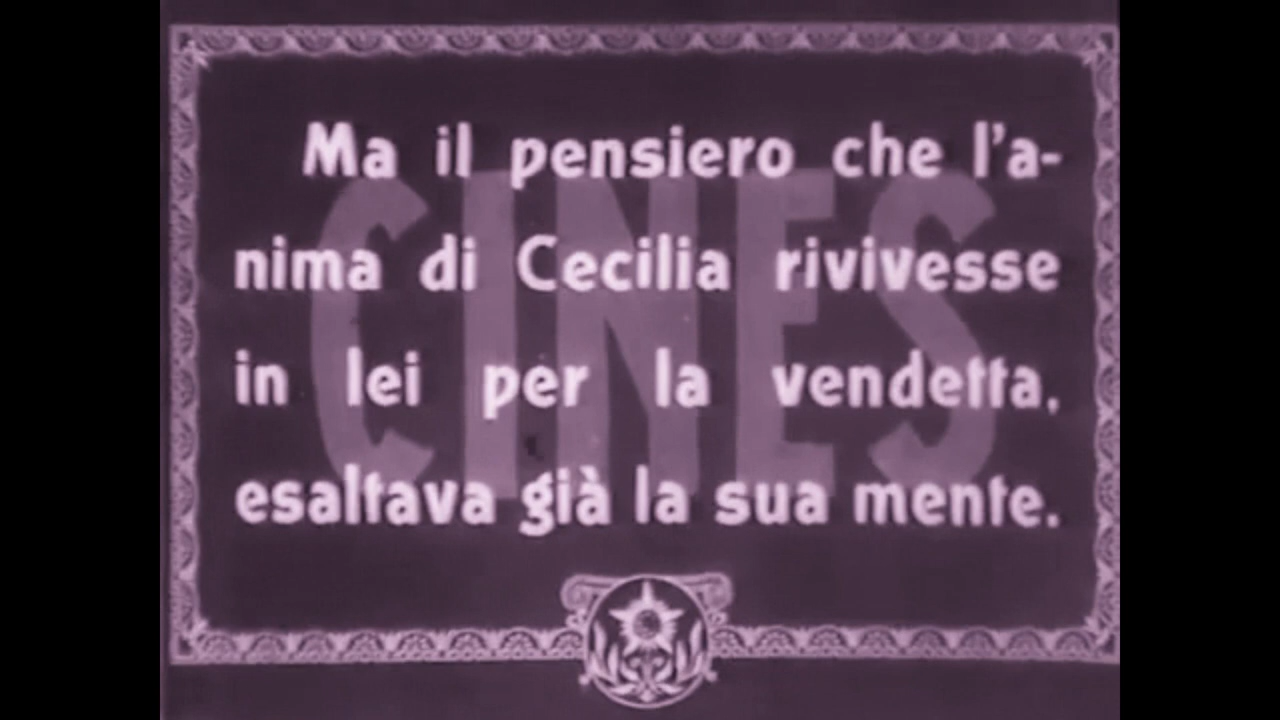 Ma il pensiero che l'a-
nima di Cecilia rivivesse
in lei per la vendetta,
esaltava già la sua mente.
CINES